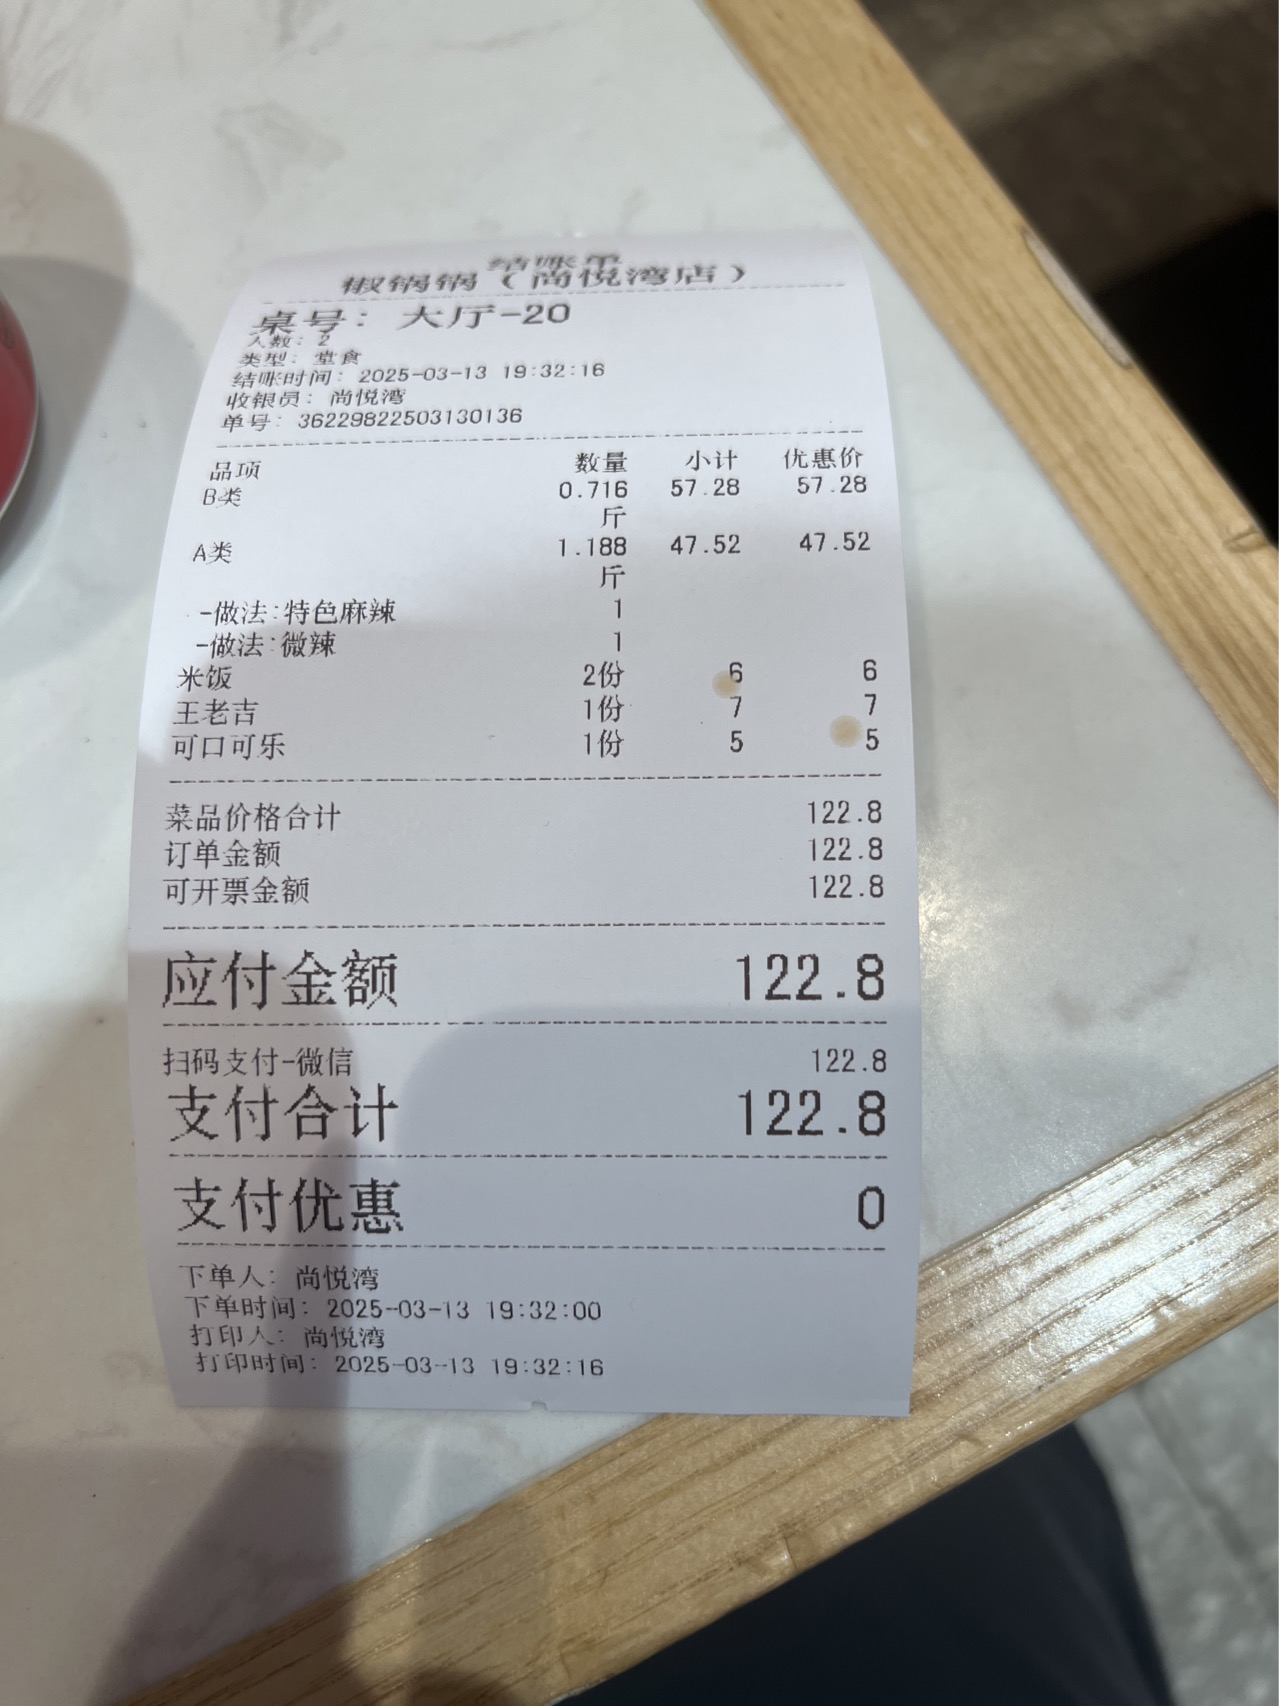 结账单
椒锅锅（尚悦湾店）
桌号： 大厅-20
人数： 2
类型： 堂食
结账时间： 2025-03-13 19:32:16
收银员： 尚悦湾
单号： 36229822503130136
品项 数量 小计 优惠价
B类 0.716 57.28 57.28
斤
A类 1.188 47.52 47.52
斤
-做法:特色麻辣 1
-做法:微辣 1
米饭 2份 6 6
王老吉 1份 7 7
可口可乐 1份 5 5
菜品价格合计 122.8
订单金额 122.8
可开票金额 122.8
应付金额 122.8
扫码支付-微信 122.8
支付合计 122.8
支付优惠 0
下单人： 尚悦湾
下单时间： 2025-03-13 19:32:00
打印人： 尚悦湾
打印时间： 2025-03-13 19:32:16